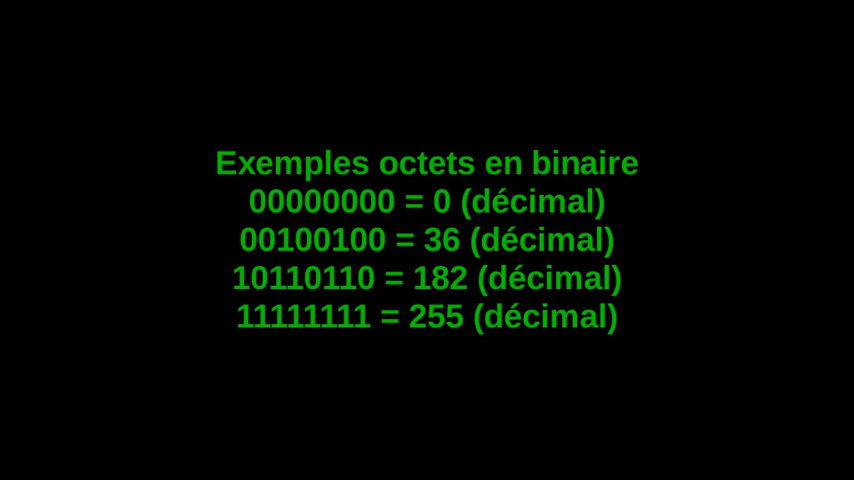 Exemples octets en binaire
00000000 = 0 (décimal)
00100100 = 36 (décimal)
10110110 = 182 (décimal)
11111111 = 255 (décimal)